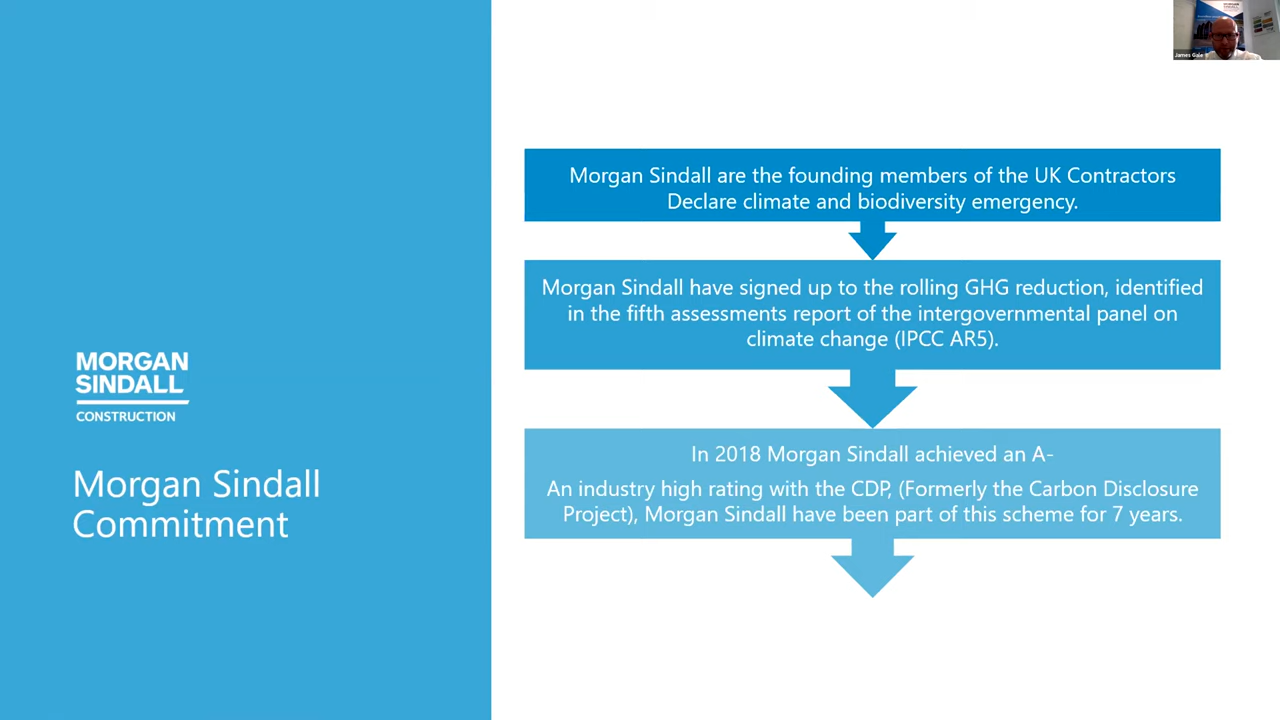 MORGAN
SINDALL
CONSTRUCTION
Morgan Sindall
Commitment
Morgan Sindall are the founding members of the UK Contractors
Declare climate and biodiversity emergency.
Morgan Sindall have signed up to the rolling GHG reduction, identified
in the fifth assessments report of the intergovernmental panel on
climate change (IPCC AR5).
In 2018 Morgan Sindall achieved an A-
An industry high rating with the CDP, (Formerly the Carbon Disclosure
Project), Morgan Sindall have been part of this scheme for 7 years.
James Gale